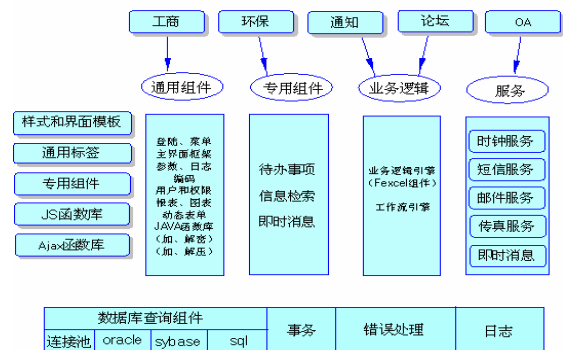 工商
环保
通知
论坛
OA
通用组件
专用组件
业务逻辑
服务
样式和界面模板
通用标签
专用组件
JS函数库
Ajax函数库
登陆、菜单
主界面框架
参数、日志
编码
用户和权限
报表、图表
动态表单
JAVA函数库
(加、解密)
(加、解压)
待办事项
信息检索
即时消息
业务逻辑引擎
(Fexcel组件)
工作流引擎
时钟服务
短信服务
邮件服务
传真服务
即时消息
数据库查询组件
连接池
oracle
sybase
sql
事务
错误处理
日志